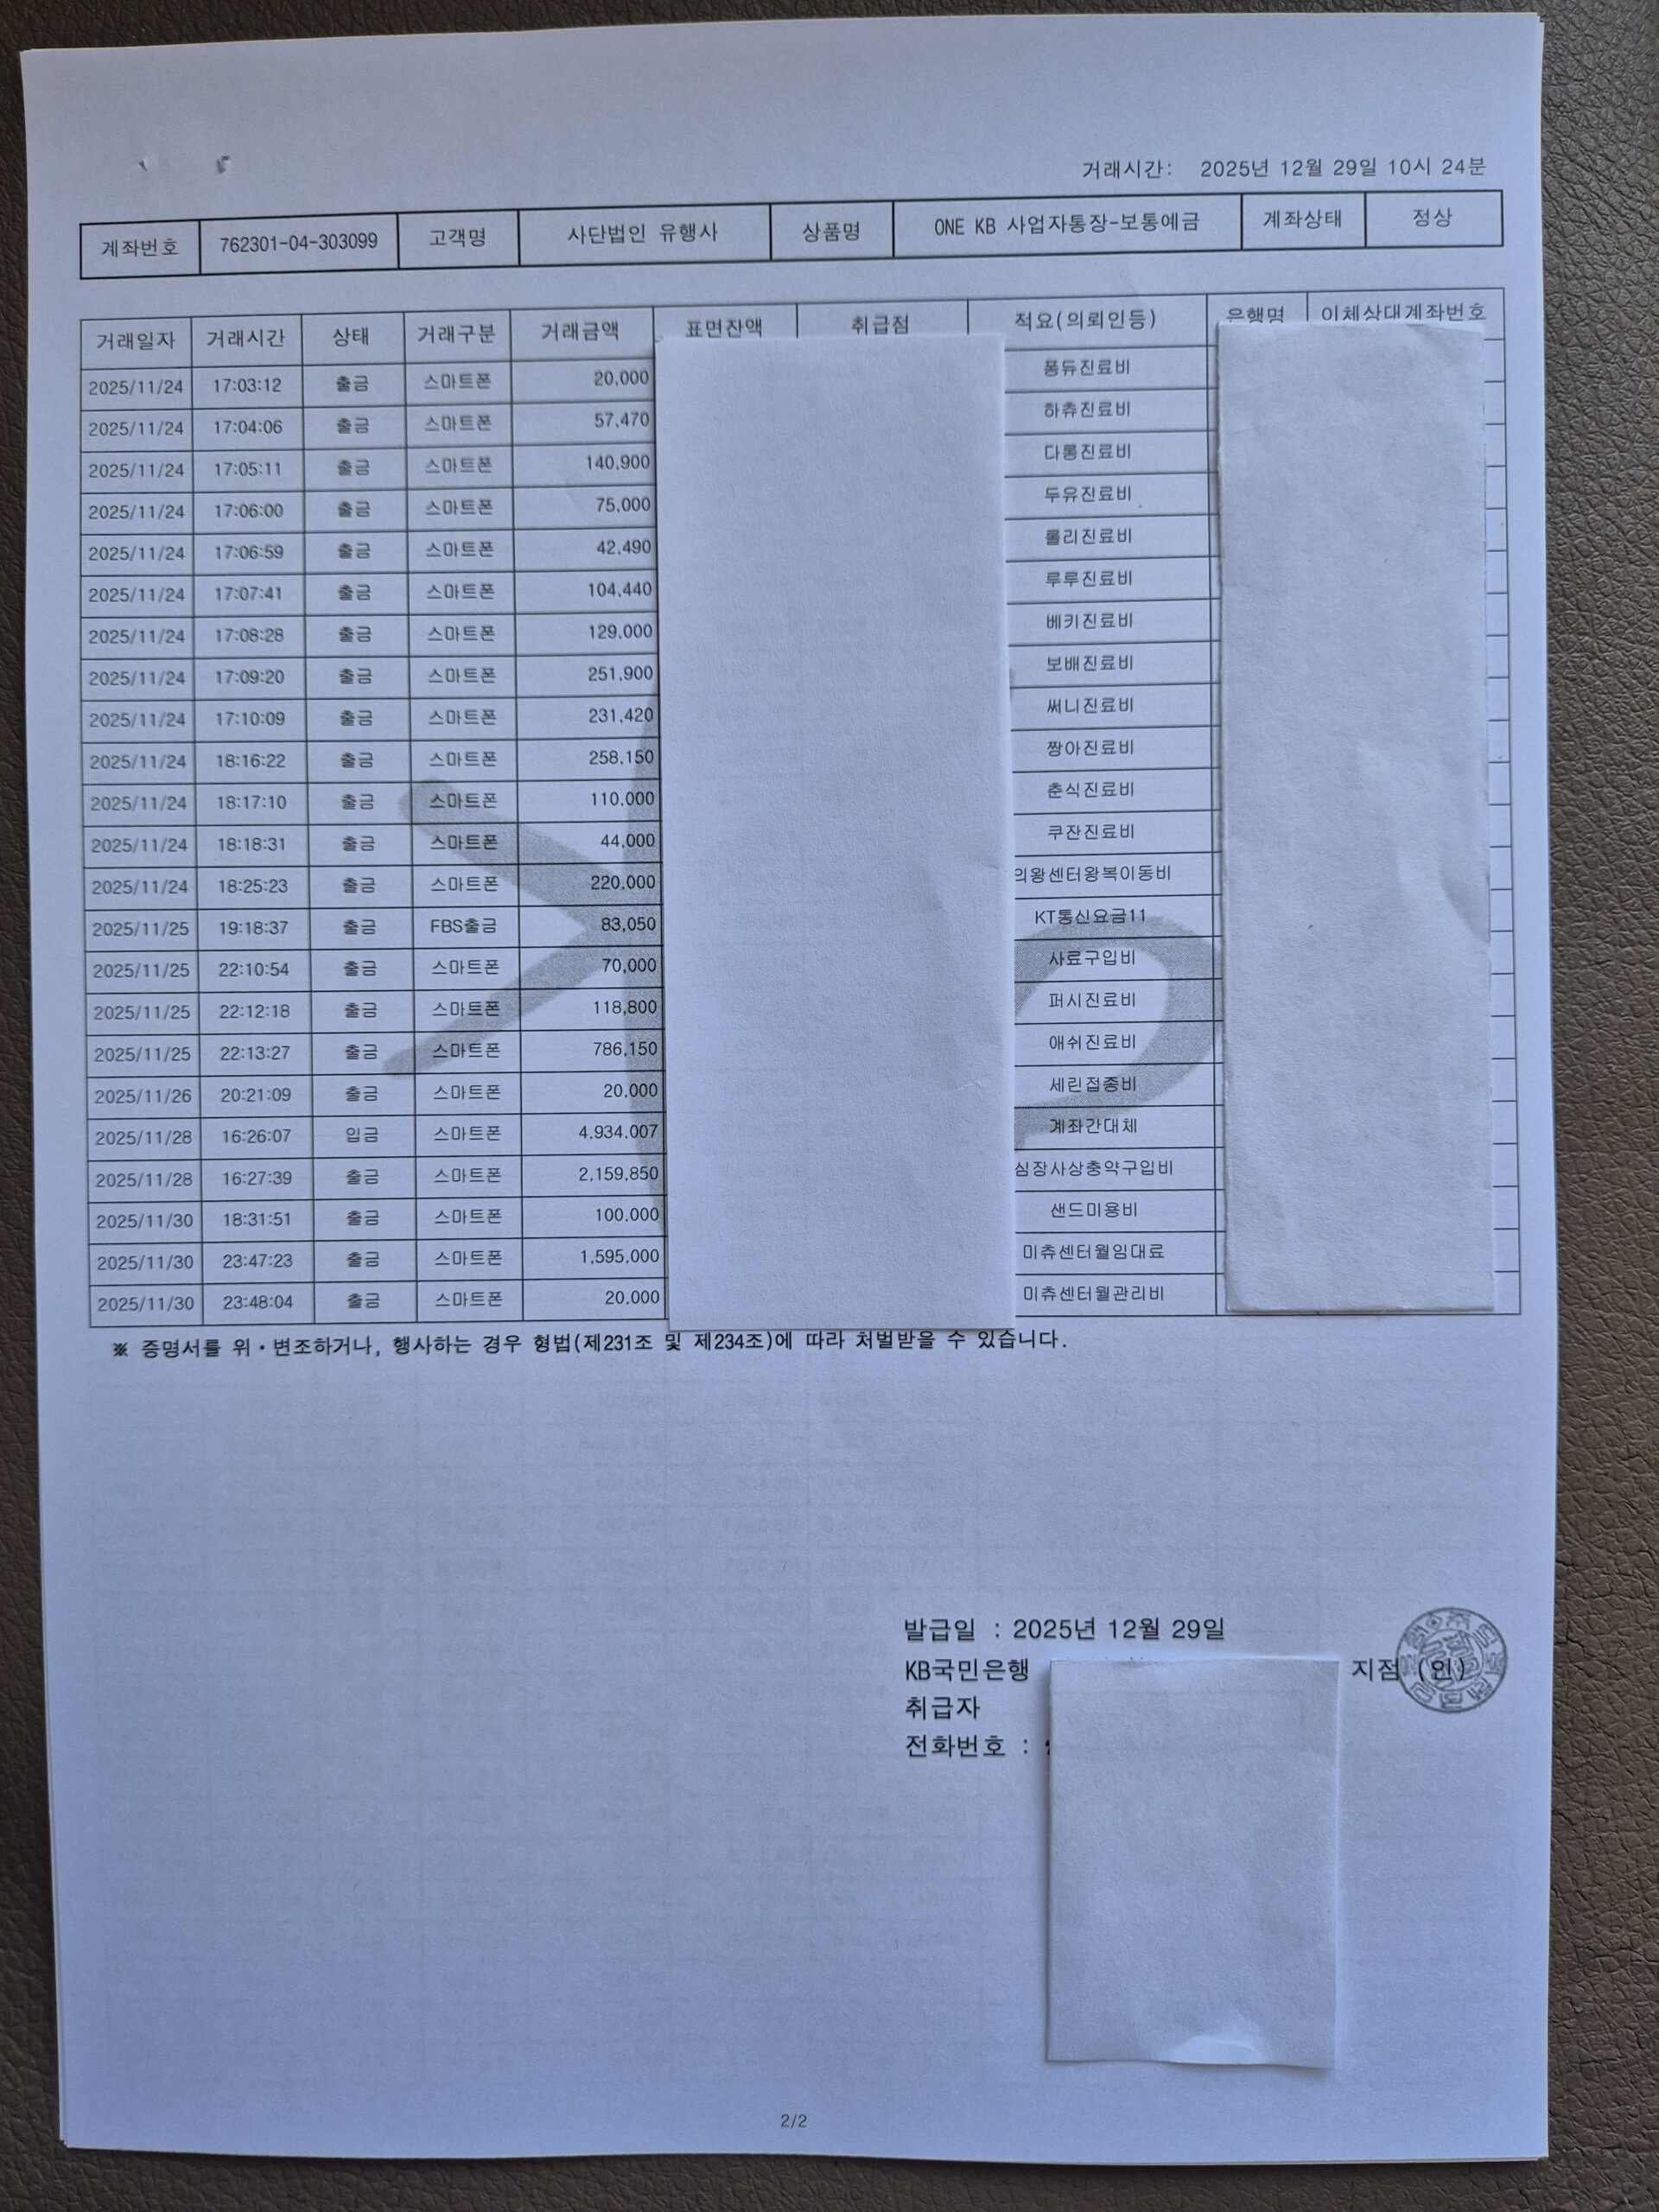 거래시간: 2025년 12월 29일 10시 24분
계좌번호 762301-04-303099 고객명 사단법인 유행사 상품명 ONE KB 사업자통장-보통예금 계좌상태 정상
거래일자 거래시간 상태 거래구분 거래금액 표면잔액 취급점 적요(의뢰인등) 은행명 이체상대계좌번호
2025/11/24 17:03:12 출금 스마트폰 20,000 퐁듀진료비
2025/11/24 17:04:06 출금 스마트폰 57,470 하츄진료비
2025/11/24 17:05:11 출금 스마트폰 140,900 다롱진료비
2025/11/24 17:06:00 출금 스마트폰 75,000 두유진료비
2025/11/24 17:06:59 출금 스마트폰 42,490 롤리진료비
2025/11/24 17:07:41 출금 스마트폰 104,440 루루진료비
2025/11/24 17:08:28 출금 스마트폰 129,000 베키진료비
2025/11/24 17:09:20 출금 스마트폰 251,900 보배진료비
2025/11/24 17:10:09 출금 스마트폰 231,420 써니진료비
2025/11/24 18:16:22 출금 스마트폰 258,150 짱아진료비
2025/11/24 18:17:10 출금 스마트폰 110,000 춘식진료비
2025/11/24 18:18:31 출금 스마트폰 44,000 쿠잔진료비
2025/11/24 18:25:23 출금 스마트폰 220,000 의왕센터왕복이동비
2025/11/25 19:18:37 출금 FBS출금 83,050 KT통신요금11
2025/11/25 22:10:54 출금 스마트폰 70,000 사료구입비
2025/11/25 22:12:18 출금 스마트폰 118,800 퍼시진료비
2025/11/25 22:13:27 출금 스마트폰 786,150 애쉬진료비
2025/11/26 20:21:09 출금 스마트폰 20,000 세린접종비
2025/11/28 16:26:07 입금 스마트폰 4,934,007 계좌간대체
2025/11/28 16:27:39 출금 스마트폰 2,159,850 심장사상충약구입비
2025/11/30 18:31:51 출금 스마트폰 100,000 샌드미용비
2025/11/30 23:47:23 출금 스마트폰 1,595,000 미츄센터월임대료
2025/11/30 23:48:04 출금 스마트폰 20,000 미츄센터월관리비
※ 증명서를 위·변조하거나, 행사하는 경우 형법(제231조 및 제234조)에 따라 처벌받을 수 있습니다.
발급일 : 2025년 12월 29일
KB국민은행 지점 (인)
취급자
전화번호 :
2/2